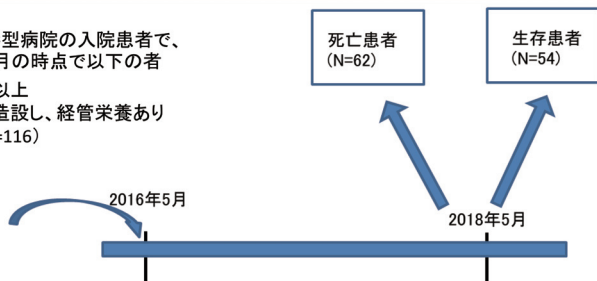 型病院の入院患者で、
月の時点で以下の者
以上
造設し、経管栄養あり
=116)
死亡患者
(N=62)
生存患者
(N=54)
2016年5月
2018年5月